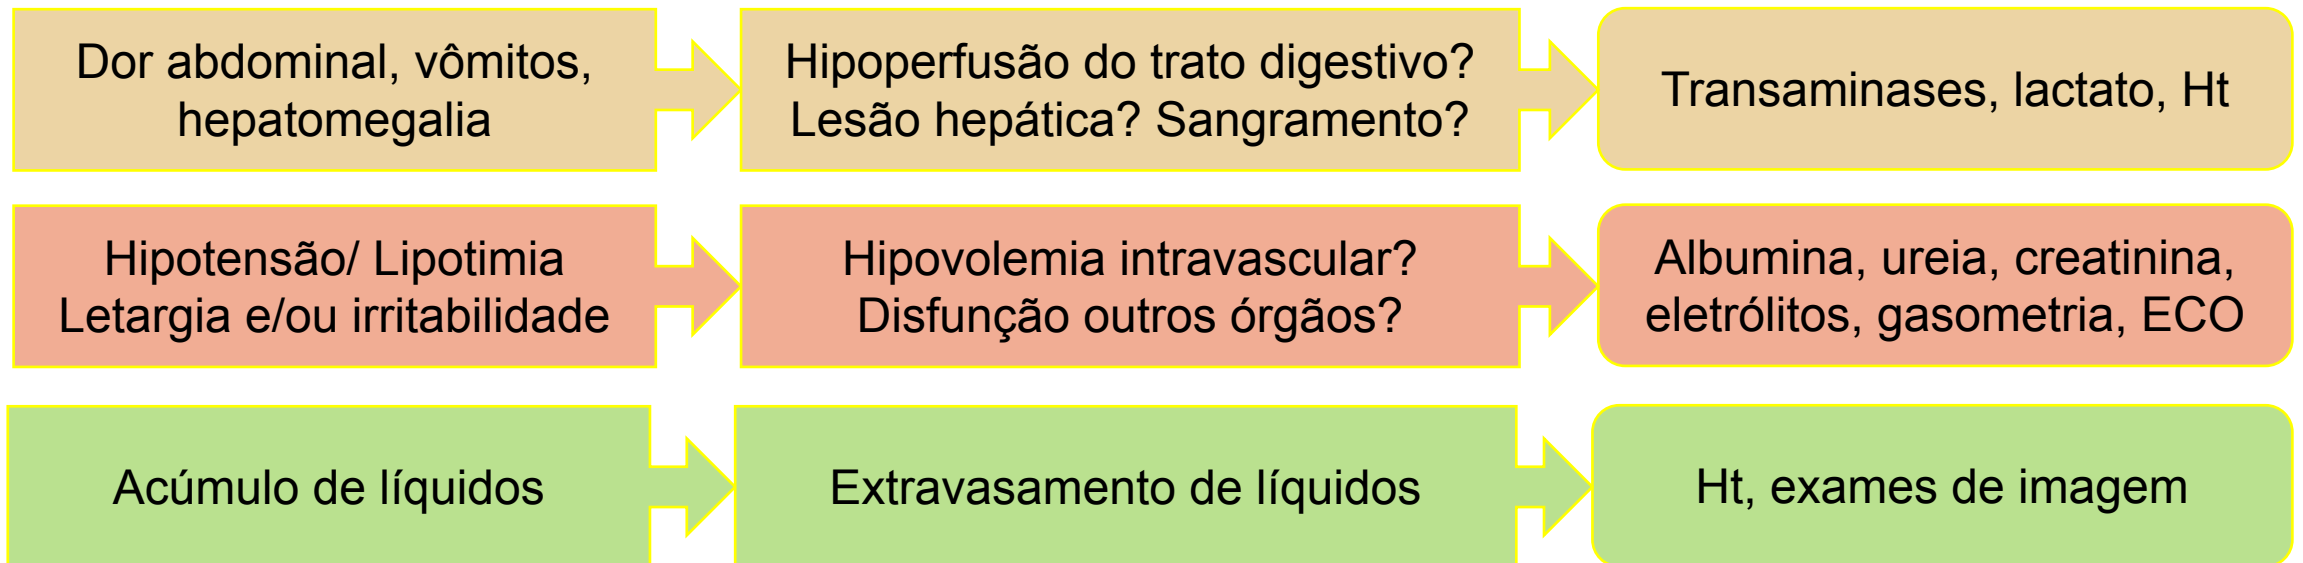 Dor abdominal, vômitos,
hepatomegalia
Hipoperfusão do trato digestivo?
Lesão hepática? Sangramento?
Transaminases, lactato, Ht
Hipotensão/ Lipotimia
Letargia e/ou irritabilidade
Hipovolemia intravascular?
Disfunção outros órgãos?
Albumina, ureia, creatinina,
eletrólitos, gasometria, ECO
Acúmulo de líquidos
Extravasamento de líquidos
Ht, exames de imagem